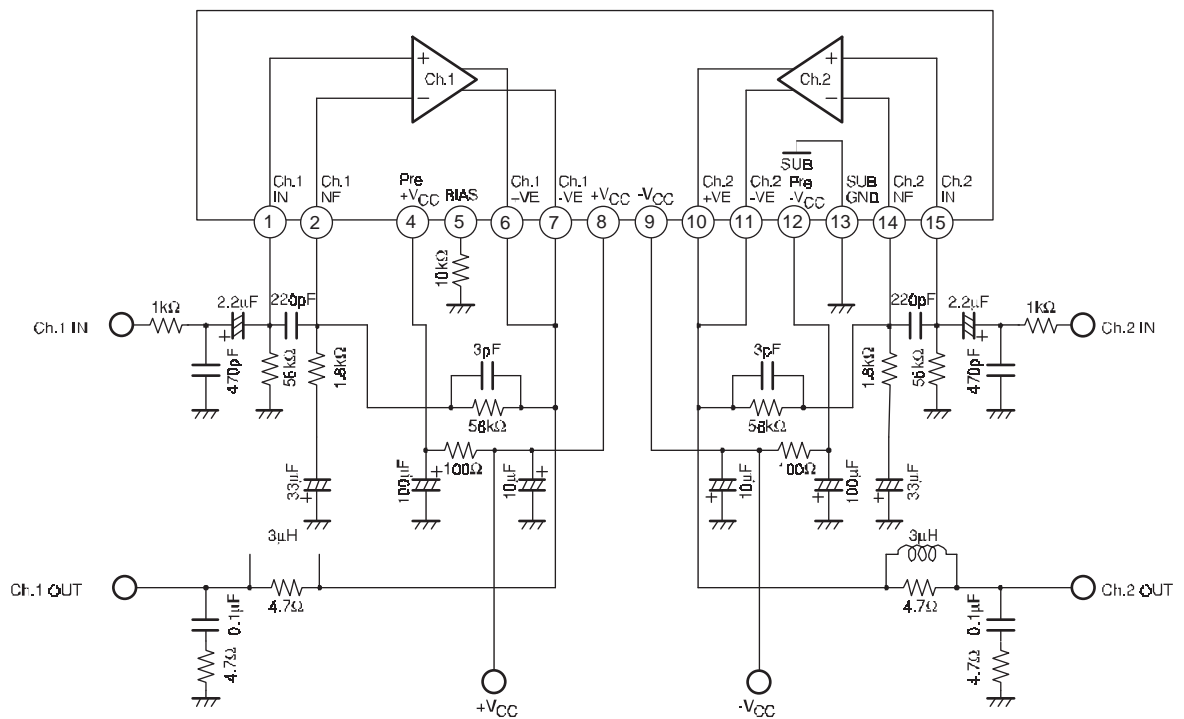 +
−
Ch.1
Ch.2
+
−
SUB
Ch.1
IN
Ch.1
NF
Pre
+VCC
BIAS
Ch.1
+VE
Ch.1
-VE
+VCC
-VCC
Ch.2
+VE
Ch.2
-VE
Pre
-VCC
SUB
GND
Ch.2
NF
Ch.2
IN
1
2
4
5
6
7
8
9
10
11
12
13
14
15
10kΩ
Ch.1 IN
1kΩ
2.2µF
+
220pF
470pF
56kΩ
1.8kΩ
3pF
56kΩ
3pF
56kΩ
220pF
2.2µF
+
1kΩ
Ch.2 IN
1.8kΩ
56kΩ
470pF
33µF
+
100µF
+
100Ω
10µF
+
10µF
+
100Ω
100µF
+
33µF
+
3µH
3µH
Ch.1 OUT
4.7Ω
4.7Ω
Ch.2 OUT
0.1µF
4.7Ω
0.1µF
4.7Ω
+VCC
-VCC